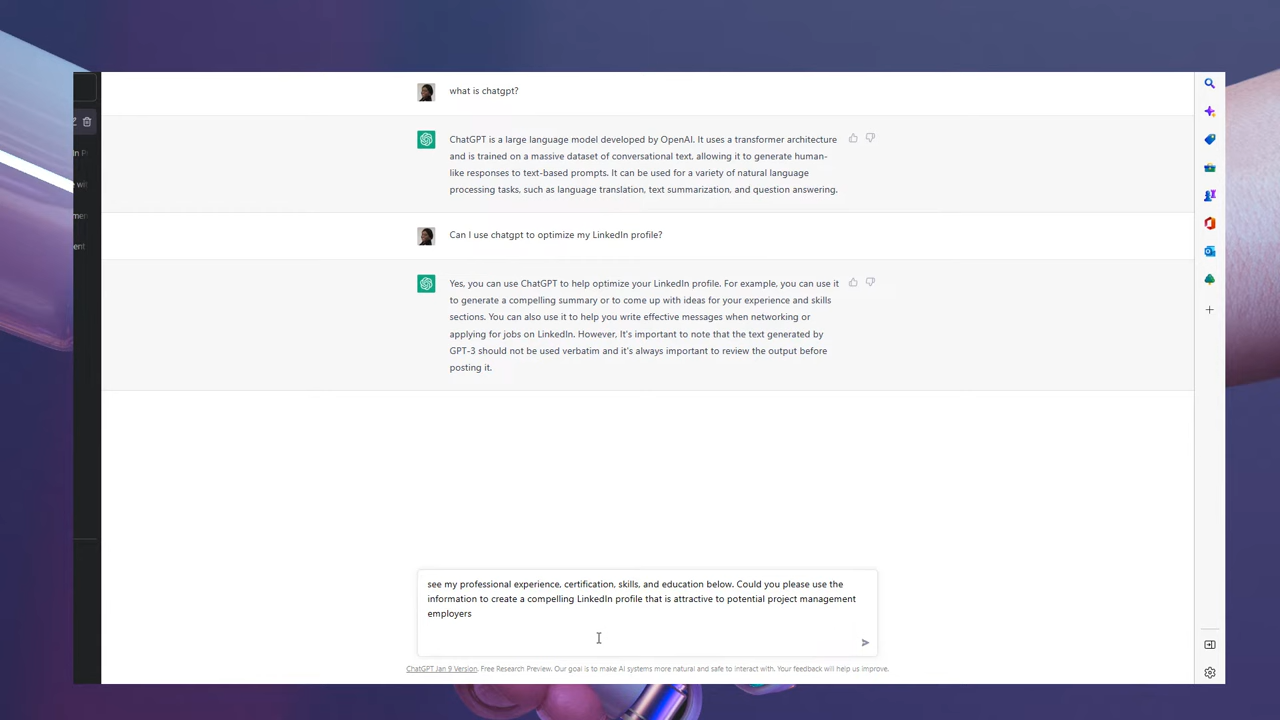 what is chatgpt?
ChatGPT is a large language model developed by OpenAI. It uses a transformer architecture
and is trained on a massive dataset of conversational text, allowing it to generate human-
like responses to text-based prompts. It can be used for a variety of natural language
processing tasks, such as language translation, text summarization, and question answering.
Can I use chatgpt to optimize my LinkedIn profile?
Yes, you can use ChatGPT to help optimize your LinkedIn profile. For example, you can use it
to generate a compelling summary or to come up with ideas for your experience and skills
sections. You can also use it to help you write effective messages when networking or
applying for jobs on LinkedIn. However, It's important to note that the text generated by
GPT-3 should not be used verbatim and it's always important to review the output before
posting it.
see my professional experience, certification, skills, and education below. Could you please use the
information to create a compelling LinkedIn profile that is attractive to potential project management
employers
ChatGPT Jan 9 Version. Free Research Preview. Our goal is to make AI systems more natural and safe to interact with. Your feedback will help us improve.